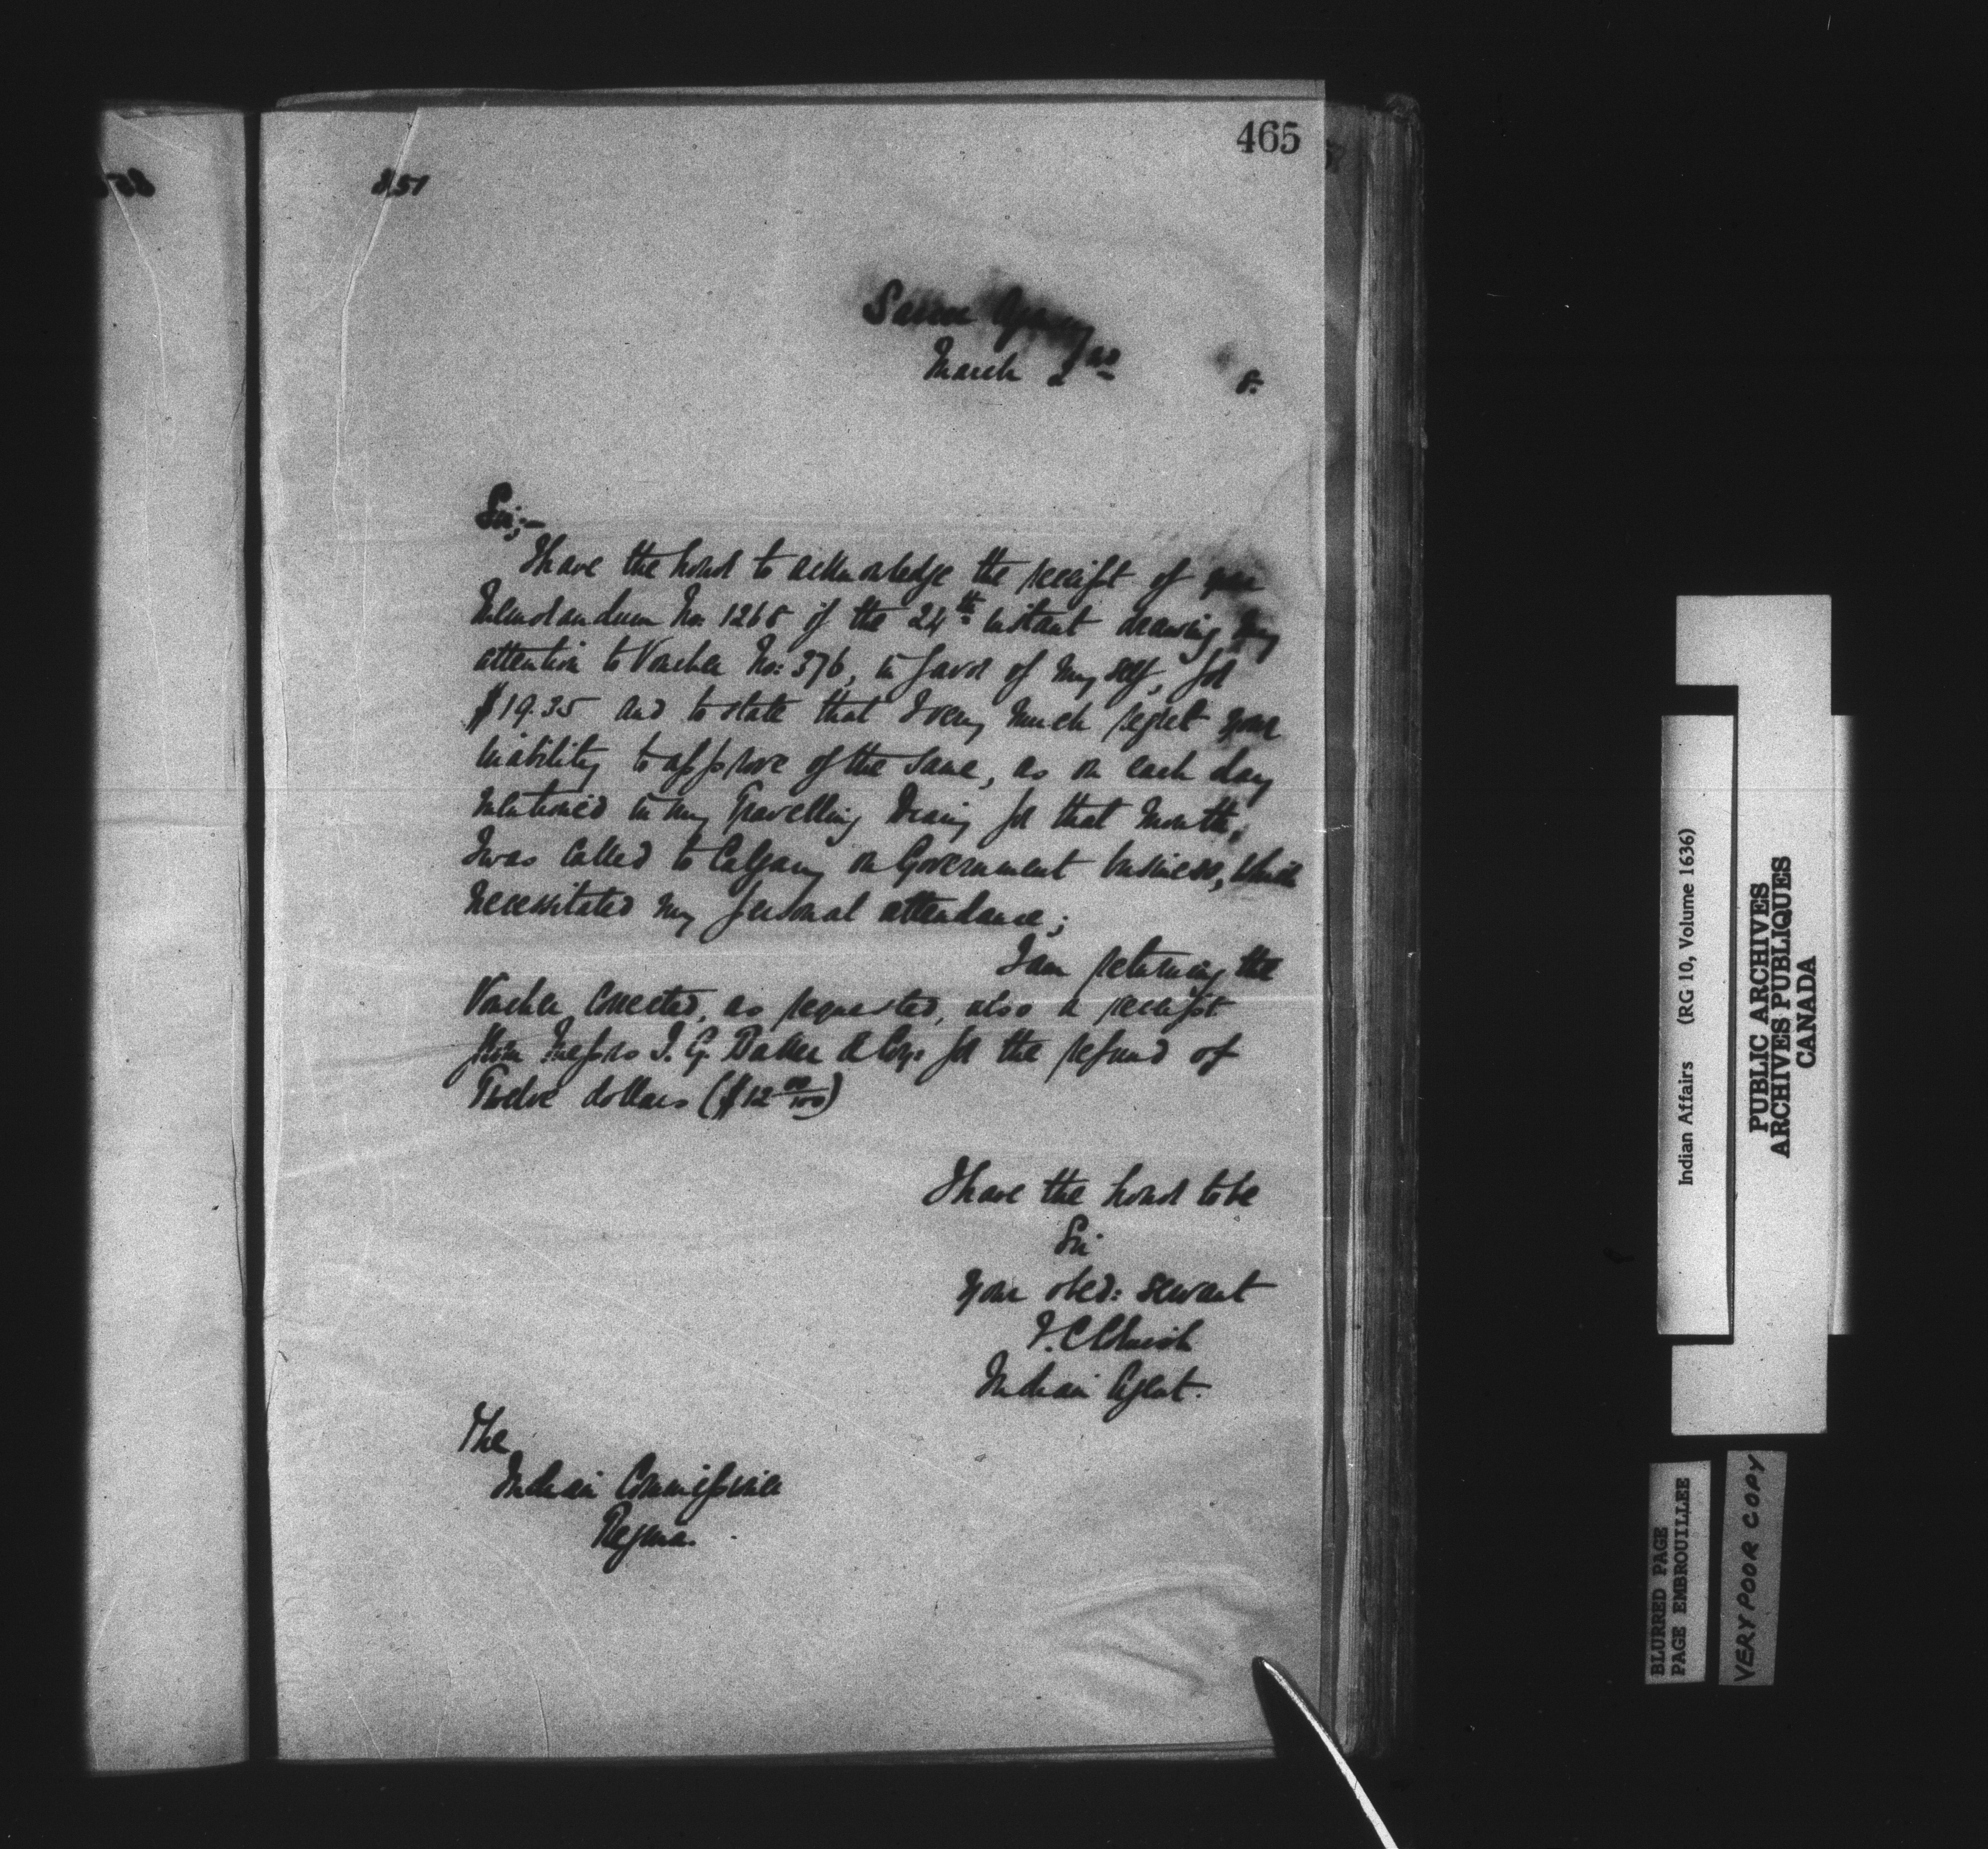 465
851
Sarcee Agency
March 2nd 8.
Sir;—
I have the honor to acknowledge the receipt of your
Memorandum No. 1268 of the 24th instant drawing my
attention to Voucher No: 376, in favor of myself, for
$19.35 and to state that I very much regret your
inability to approve of the same, as on each day
mentioned in my Travelling Diary for that month,
I was called to Calgary on Government business, which
necessitated my personal attendance;
I am returning the
Voucher corrected, as requested, also a receipt
from Messrs I. G. Baker & Coy: for the refund of
Twelve dollars ($12 00/100)
I have the honor to be
Sir
your obed: servant
Indian Agent.
The
Indian Commissioner
Regina.
Indian Affairs (RG 10, Volume 1636)
PUBLIC ARCHIVES
ARCHIVES PUBLIQUES
CANADA
BLURRED PAGE
PAGE EMBROUILLEE
VERY POOR COPY